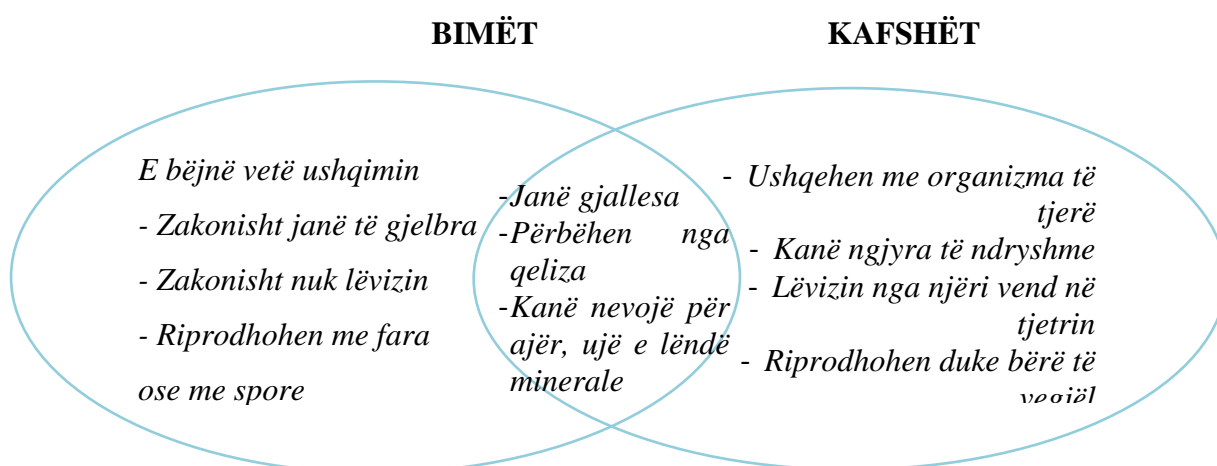 BIMËT
KAFSHËT
E bëjnë vetë ushqimin
- Zakonisht janë të gjelbra
- Zakonisht nuk lëvizin
- Riprodhohen me fara
ose me spore
-Janë gjallesa
-Përbëhen nga
qeliza
-Kanë nevojë për
ajër, ujë e lëndë
minerale
- Ushqehen me organizma të
tjerë
- Kanë ngjyra të ndryshme
- Lëvizin nga njëri vend në
tjetrin
- Riprodhohen duke bërë të
vegjël